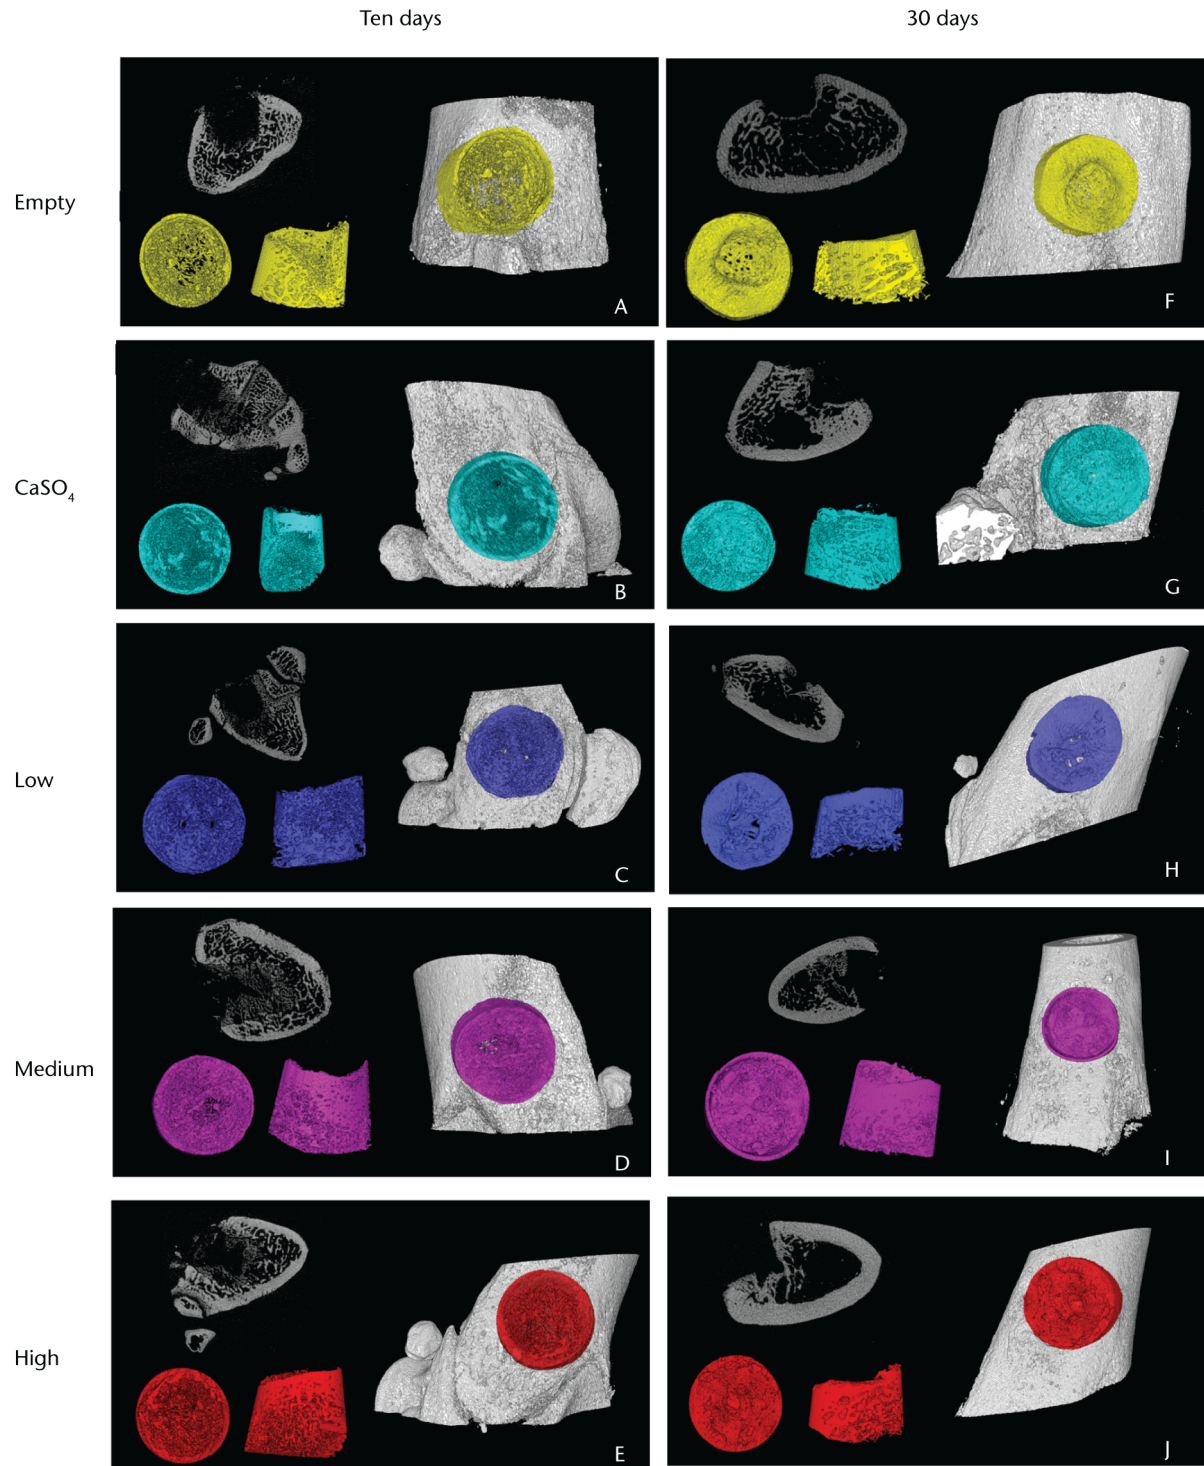 Ten days 30 days
Empty
A F
CaSO₄
B G
Low
C H
Medium
D I
High
E J